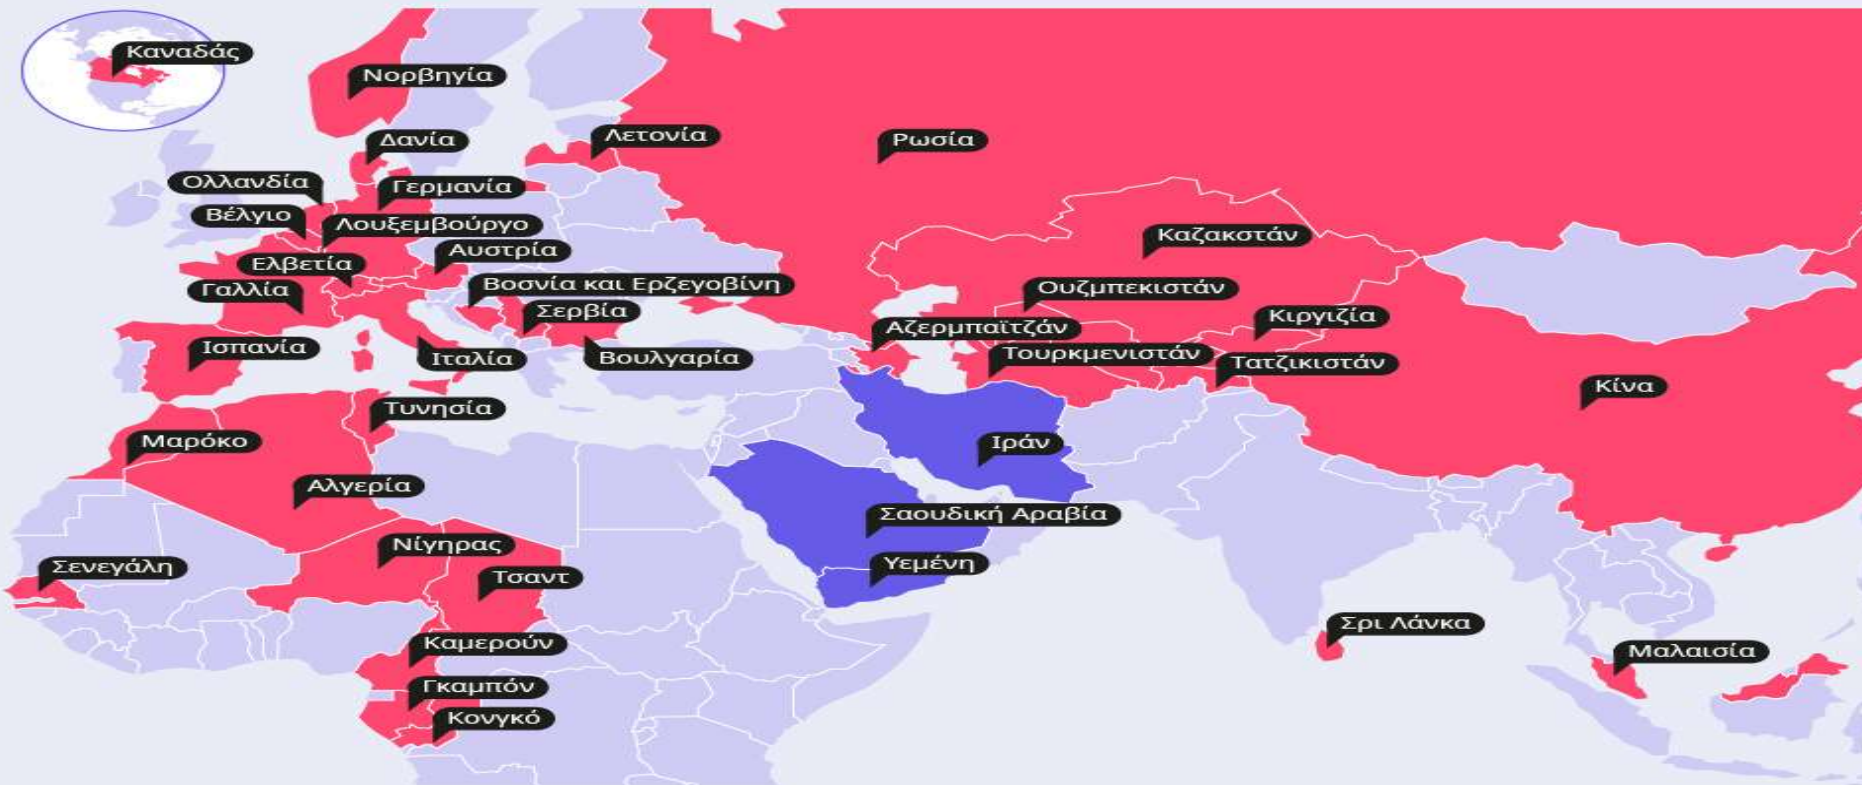 Καναδάς
Νορβηγία
Δανία
Λετονία
Ρωσία
Ολλανδία
Γερμανία
Βέλγιο
Λουξεμβούργο
Καζακστάν
Αυστρία
Ελβετία
Βοσνία και Ερζεγοβίνη
Γαλλία
Ουζμπεκιστάν
Σερβία
Κιργιζία
Αζερμπαϊτζάν
Ισπανία
Ιταλία
Βουλγαρία
Τουρκμενιστάν
Τατζικιστάν
Κίνα
Τυνησία
Μαρόκο
Ιράν
Αλγερία
Σαουδική Αραβία
Νίγηρας
Υεμένη
Σενεγάλη
Τσαντ
Σρι Λάνκα
Καμερούν
Μαλαισία
Γκαμπόν
Κονγκό